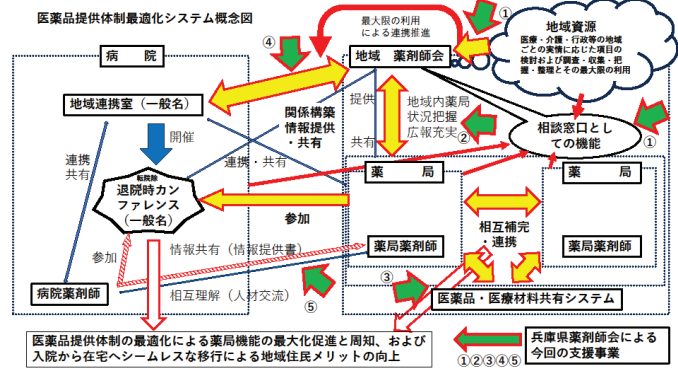 医薬品提供体制最適化システム概念図
最大限の利用
による連携推進
①
地域資源
医療・介護・行政等の地域
ごとの実情に応じた項目の
検討および調査・収集・把
握・整理とその最大限の利用
病　院
④
地域　薬剤師会
地域連携室（一般名）
関係構築
情報提供
・共有
提供
共有
地域内薬局
状況把握
広報充実
②
相談窓口とし
ての機能
①
開催
連携
共有
連携・共有
転院時
退院時カン
ファレンス
（一般名）
薬　局
薬　局
参加
相互補完
・連携
参加
情報共有（情報提供書）
薬局薬剤師
薬局薬剤師
病院薬剤師
相互理解（人材交流）
⑤
③
医薬品・医療材料共有システム
医薬品提供体制の最適化による薬局機能の最大化促進と周知、および
入院から在宅へシームレスな移行による地域住民メリットの向上
①②③④⑤
兵庫県薬剤師会による
今回の支援事業